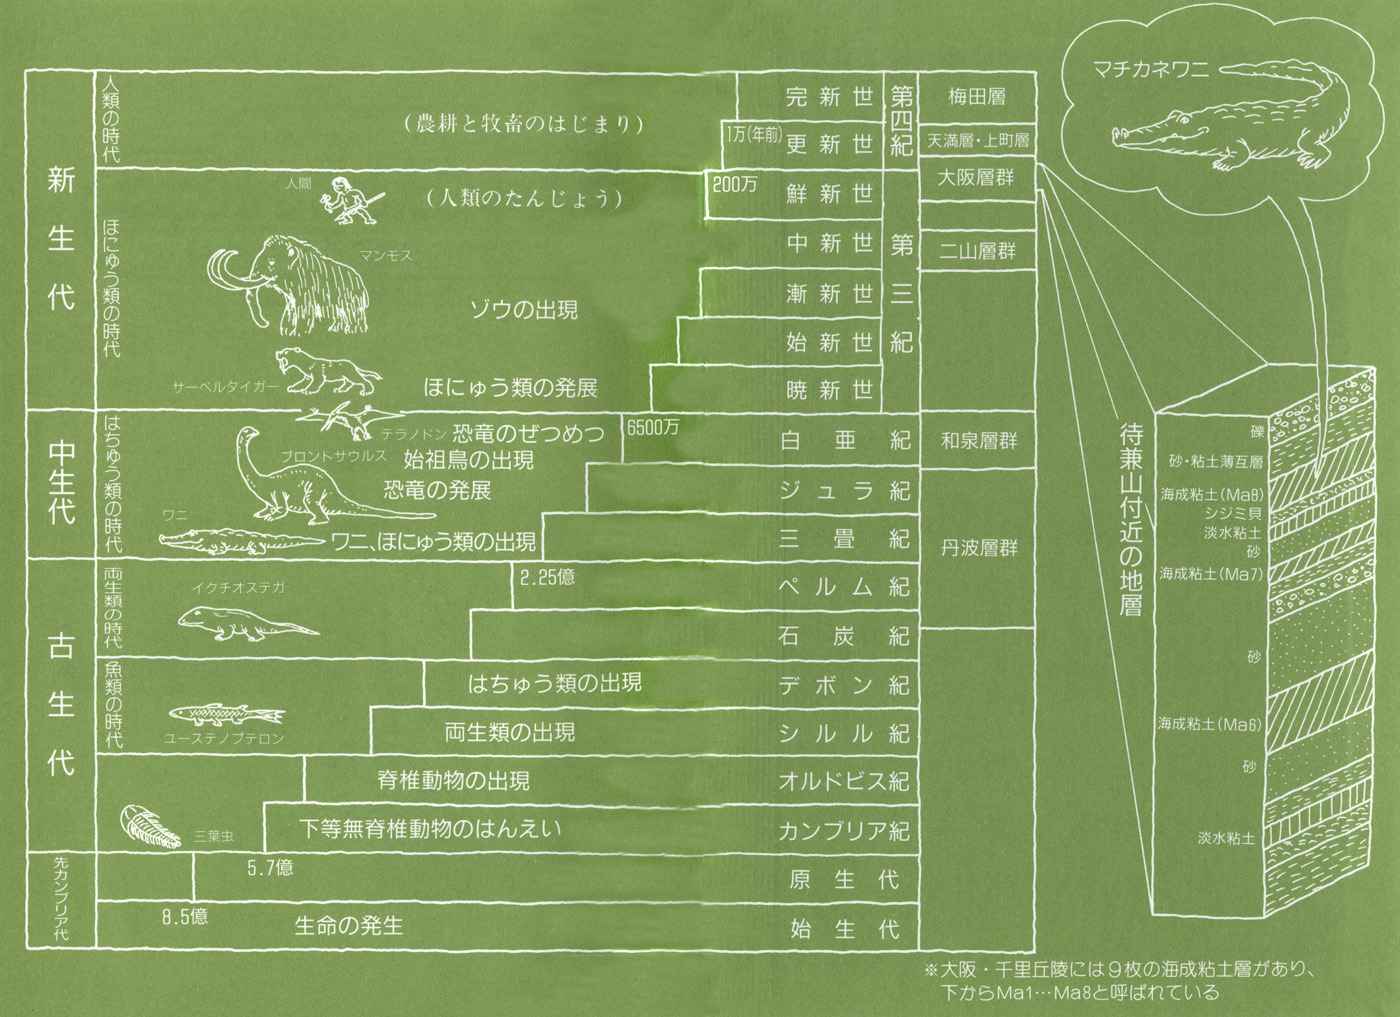 マチカネワニ
新生代
人類の時代
(農耕と牧畜のはじまり)
完新世
第四紀
梅田層
1万(年前)
更新世
天満層・上町層
ほにゅう類の時代
人間
(人類のたんじょう)
200万
鮮新世
大阪層群
マンモス
中新世
第三紀
二山層群
ゾウの出現
漸新世
始新世
サーベルタイガー
ほにゅう類の発展
暁新世
中生代
はちゅう類の時代
テラノドン
恐竜のぜつめつ
6500万
白亜紀
和泉層群
ブロントサウルス
始祖鳥の出現
恐竜の発展
ジュラ紀
ワニ
ワニ、ほにゅう類の出現
三畳紀
丹波層群
古生代
両生類の時代
2.25億
ペルム紀
イクチオステガ
石炭紀
魚類の時代
はちゅう類の出現
デボン紀
ユーステノプテロン
両生類の出現
シルル紀
脊椎動物の出現
オルドビス紀
三葉虫
下等無脊椎動物のはんえい
カンブリア紀
先カンブリア代
5.7億
原生代
8.5億
生命の発生
始生代
待兼山付近の地層
礫
砂・粘土薄互層
海成粘土(Ma8)
シジミ貝
淡水粘土
砂
海成粘土(Ma7)
砂
海成粘土(Ma6)
砂
淡水粘土
※大阪・千里丘陵には9枚の海成粘土層があり、
下からMa1…Ma8と呼ばれている